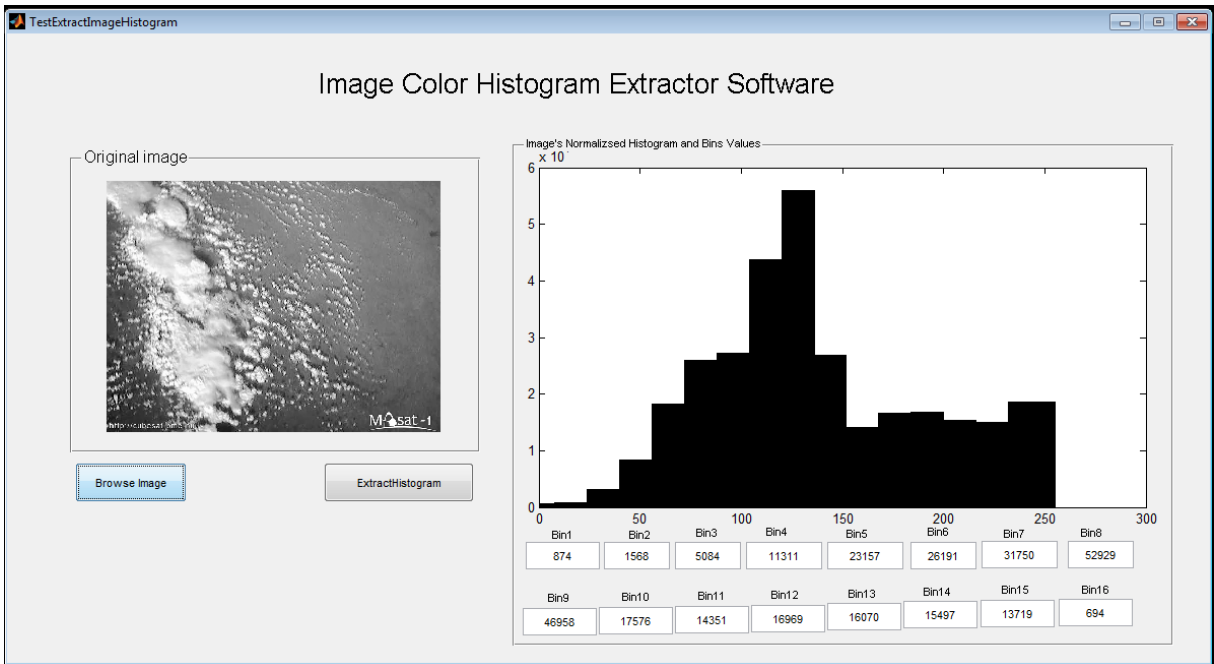 TestExtractImageHistogram
Image Color Histogram Extractor Software
Original image
M sat -1
Browse Image
ExtractHistogram
Image's Normalizsed Histogram and Bins Values
x 10
6
5
4
3
2
1
0
0 50 100 150 200 250 300
Bin1 Bin2 Bin3 Bin4 Bin5 Bin6 Bin7 Bin8
874 1568 5084 11311 23157 26191 31750 52929
Bin9 Bin10 Bin11 Bin12 Bin13 Bin14 Bin15 Bin16
46958 17576 14351 16969 16070 15497 13719 694